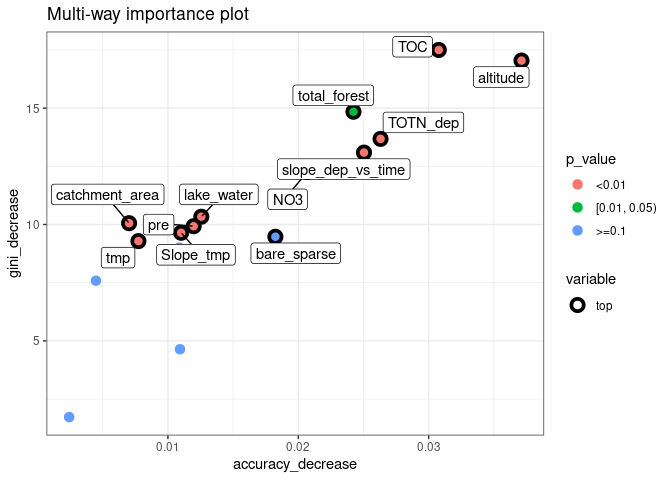 Multi-way importance plot
TOC
altitude
total_forest
TOTN_dep
slope_dep_vs_time
catchment_area
lake_water
NO3
pre
tmp
Slope_tmp
bare_sparse
15
10
5
gini_decrease
0.01
0.02
0.03
accuracy_decrease
p_value
<0.01
[0.01, 0.05)
>=0.1
variable
top